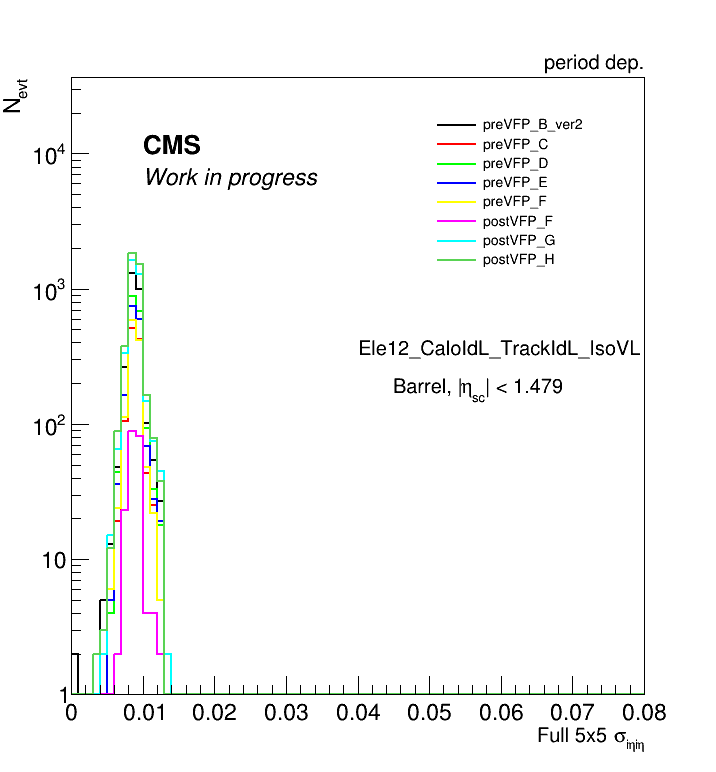 period dep.
N_evt
CMS
Work in progress
preVFP_B_ver2
preVFP_C
preVFP_D
preVFP_E
preVFP_F
postVFP_F
postVFP_G
postVFP_H
Ele12_CaloIdL_TrackIdL_IsoVL
Barrel, |η_sc| < 1.479
10^4
10^3
10^2
10
1
0 0.01 0.02 0.03 0.04 0.05 0.06 0.07 0.08
Full 5x5 σ_iηiη